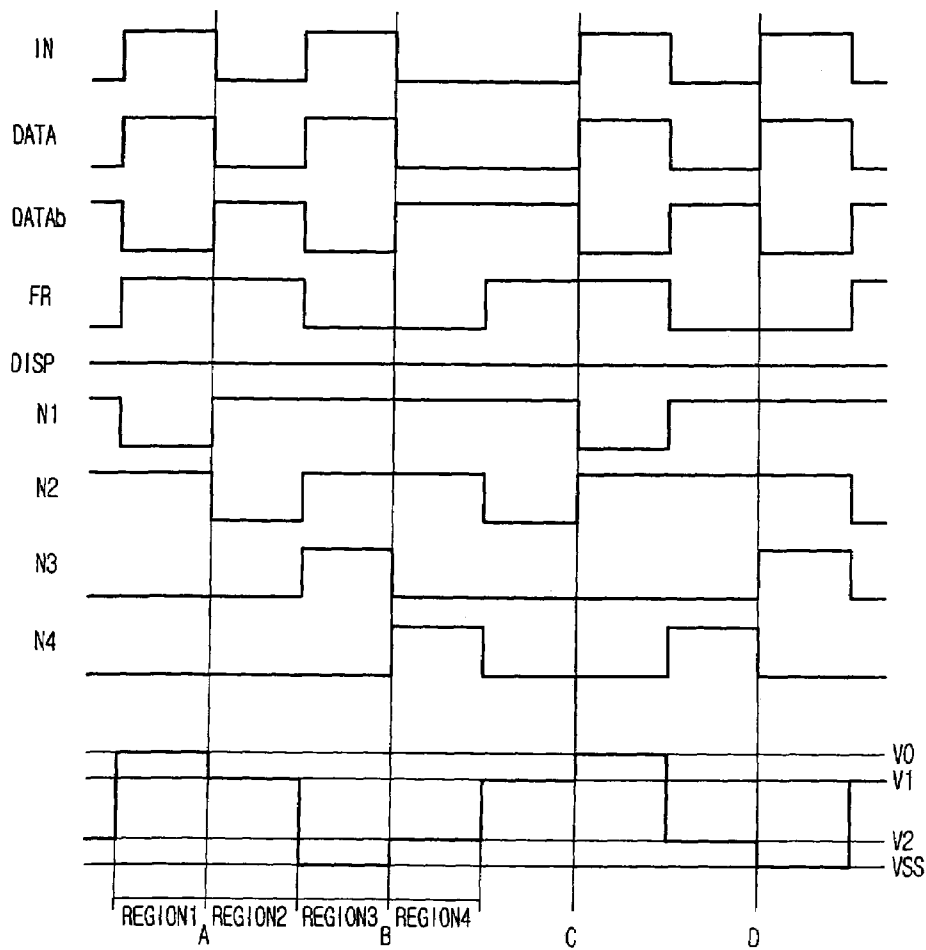 IN
DATA
DATAb
FR
DISP
N1
N2
N3
N4
V0
V1
V2
VSS
REGION1 REGION2 REGION3 REGION4
A B C D